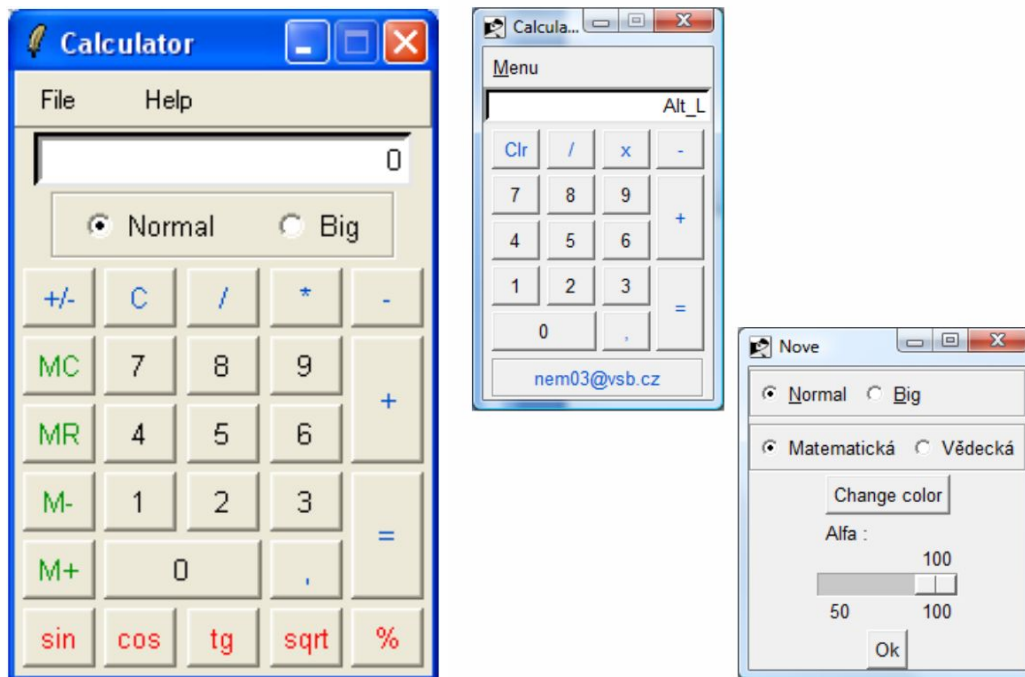 Calculator
File Help
0
Normal Big
+/- C / * -
MC 7 8 9 +
MR 4 5 6
M- 1 2 3 =
M+ 0 ,
sin cos tg sqrt %
Calcula...
Menu
Alt_L
Clr / x -
7 8 9 +
4 5 6
1 2 3 =
0 ,
nem03@vsb.cz
Nove
Normal Big
Matematická Vědecká
Change color
Alfa :
100
50 100
Ok